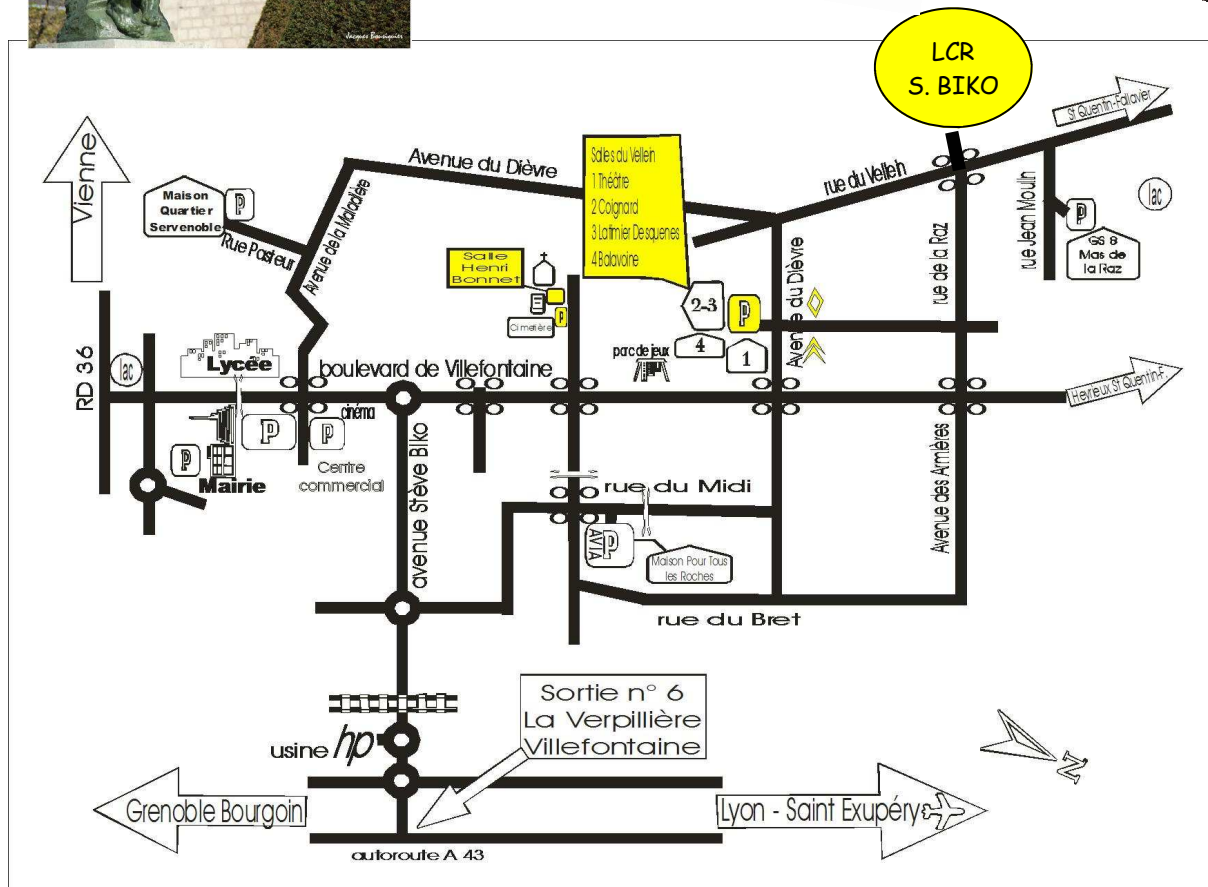 Jacques Bousiquier
LCR
S. BIKO
St Quentin-Fallavier
Vienne
Maison
Quartier
Servenoble
P
Rue Pasteur
Avenue de la Maladière
Avenue du Dièvre
Salles du Vellein
1 Théâtre
2 Coignard
3 Latimier Desquenes
4 Balavoine
rue du Velleh
rue de la Raz
rue Jean Moulin
P
GS 8
Mas de
la Raz
lac
Salle
Henri
Bonnet
Cimetière
P
2-3
P
4
1
Avenue du Dièvre
parc de jeux
RD 36
lac
Lycée
boulevard de Villefontaine
Heyrieux St Quentin-F.
cinéma
P
P
P
Mairie
Centre
commercial
avenue Stève Biko
rue du Midi
P
AVIA
Maison Pour Tous
les Roches
Avenue des Armières
rue du Bret
Sortie n° 6
La Verpillière
Villefontaine
usine hp
N
Grenoble Bourgoin
Lyon - Saint Exupéry
autoroute A 43